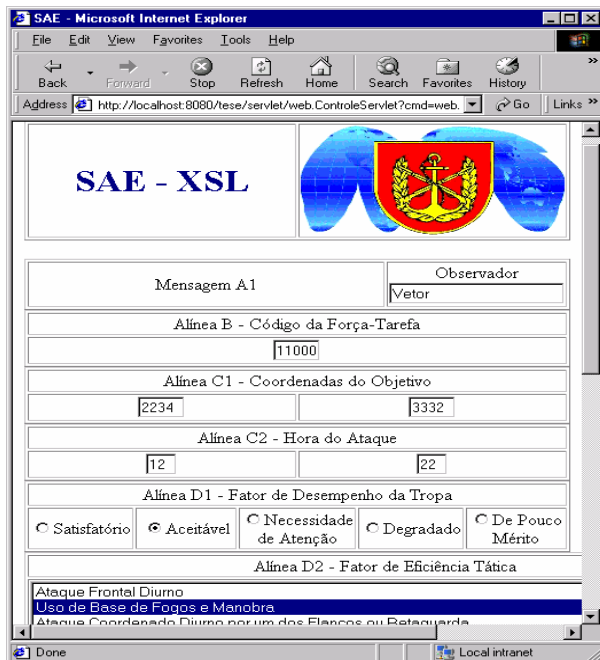 SAE - Microsoft Internet Explorer
File Edit View Favorites Tools Help
Back Forward Stop Refresh Home Search Favorites History »
Address http://localhost:8080/tese/servlet/web.ControleServlet?cmd=web. Go Links »
SAE - XSL
Mensagem A1
Observador
Vetor
Alínea B - Código da Força-Tarefa
11000
Alínea C1 - Coordenadas do Objetivo
2234 3332
Alínea C2 - Hora do Ataque
12 22
Alínea D1 - Fator de Desempenho da Tropa
Satisfatório Aceitável Necessidade de Atenção Degradado De Pouco Mérito
Alínea D2 - Fator de Eficiência Tática
Ataque Frontal Diurno
Uso de Base de Fogos e Manobra
Ataque Coordenado Diurno por um dos Flancos ou Retaguarda
Done Local intranet